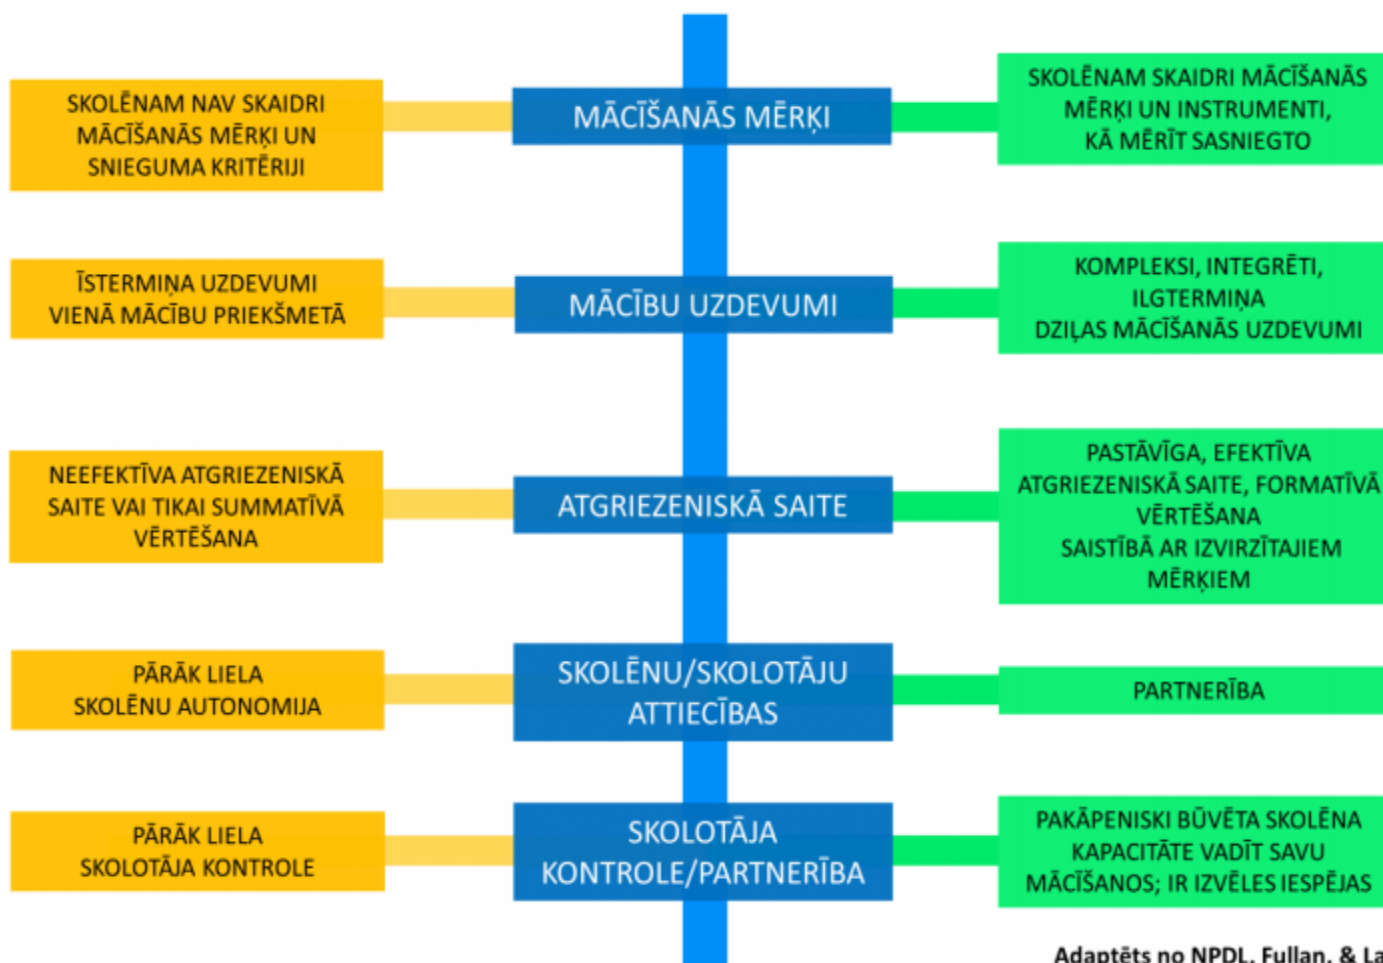 SKOLĒNAM NAV SKAIDRI
MĀCĪŠANĀS MĒRĶI UN
SNIEGUMA KRITĒRIJI
MĀCĪŠANĀS MĒRĶI
SKOLĒNAM SKAIDRI MĀCĪŠANĀS
MĒRĶI UN INSTRUMENTI,
KĀ MĒRĪT SASNIEGTO
ĪSTERMIŅA UZDEVUMI
VIENĀ MĀCĪBU PRIEKŠMETĀ
MĀCĪBU UZDEVUMI
KOMPLEKSI, INTEGRĒTI,
ILGTERMIŅA
DZIĻAS MĀCĪŠANĀS UZDEVUMI
NEEFEKTĪVA ATGRIEZENISKĀ
SAITE VAI TIKAI SUMMATĪVĀ
VĒRTĒŠANA
ATGRIEZENISKĀ SAITE
PASTĀVĪGA, EFEKTĪVA
ATGRIEZENISKĀ SAITE, FORMATĪVĀ
VĒRTĒŠANA
SAISTĪBĀ AR IZVIRZĪTAJIEM
MĒRĶIEM
PĀRĀK LIELA
SKOLĒNU AUTONOMIJA
SKOLĒNU/SKOLOTĀJU
ATTIECĪBAS
PARTNERĪBA
PĀRĀK LIELA
SKOLOTĀJA KONTROLE
SKOLOTĀJA
KONTROLE/PARTNERĪBA
PAKĀPENISKI BŪVĒTA SKOLĒNA
KAPACITĀTE VADĪT SAVU
MĀCĪŠANOS; IR IZVĒLES IESPĒJAS
Adaptēts no NPDL, Fullan, & La